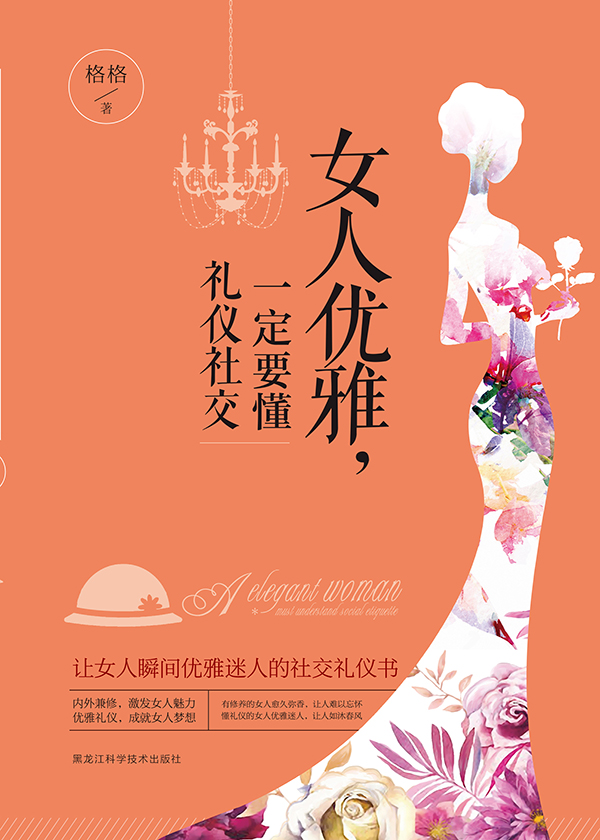 格格
著
女人优雅，
一定要懂
礼仪社交
A elegant woman
* must understand social etiquette
让女人瞬间优雅迷人的社交礼仪书
内外兼修，激发女人魅力
优雅礼仪，成就女人梦想
有修养的女人愈久弥香，让人难以忘怀
懂礼仪的女人优雅迷人，让人如沐春风
黑龙江科学技术出版社